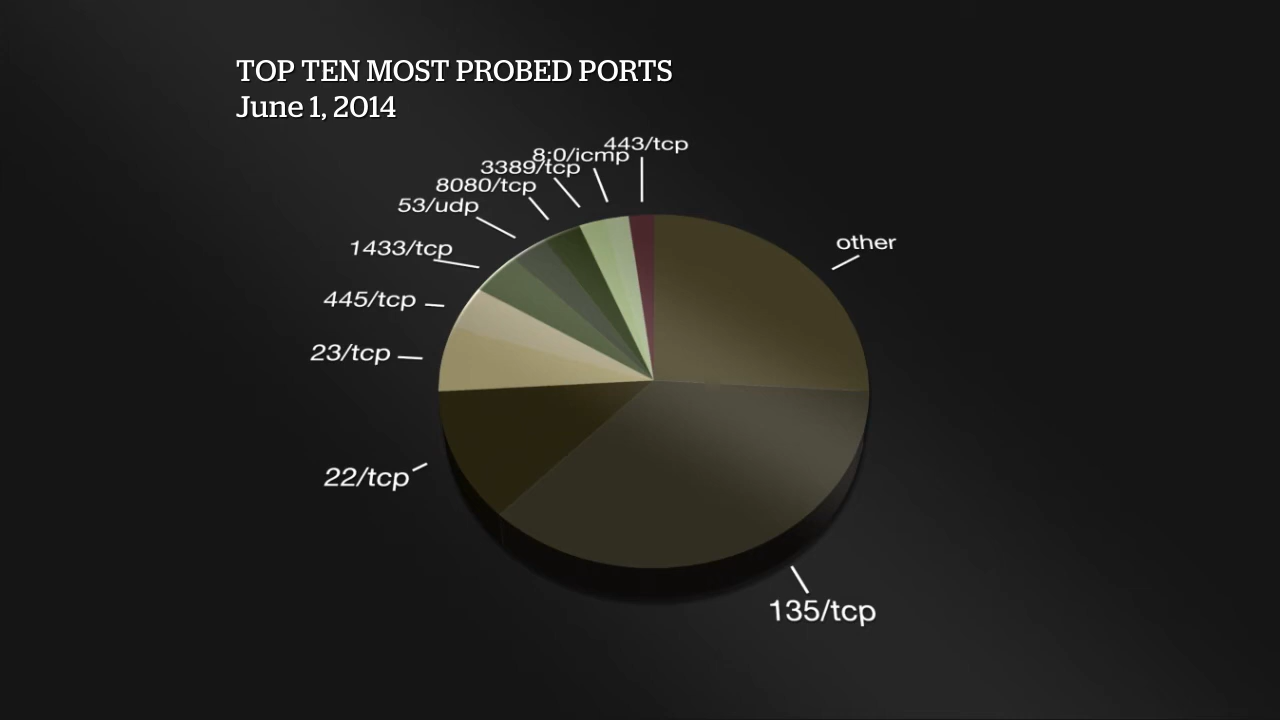 TOP TEN MOST PROBED PORTS
June 1, 2014
443/tcp
8:0/icmp
3389/tcp
8080/tcp
53/udp
1433/tcp
other
445/tcp
23/tcp
22/tcp
135/tcp